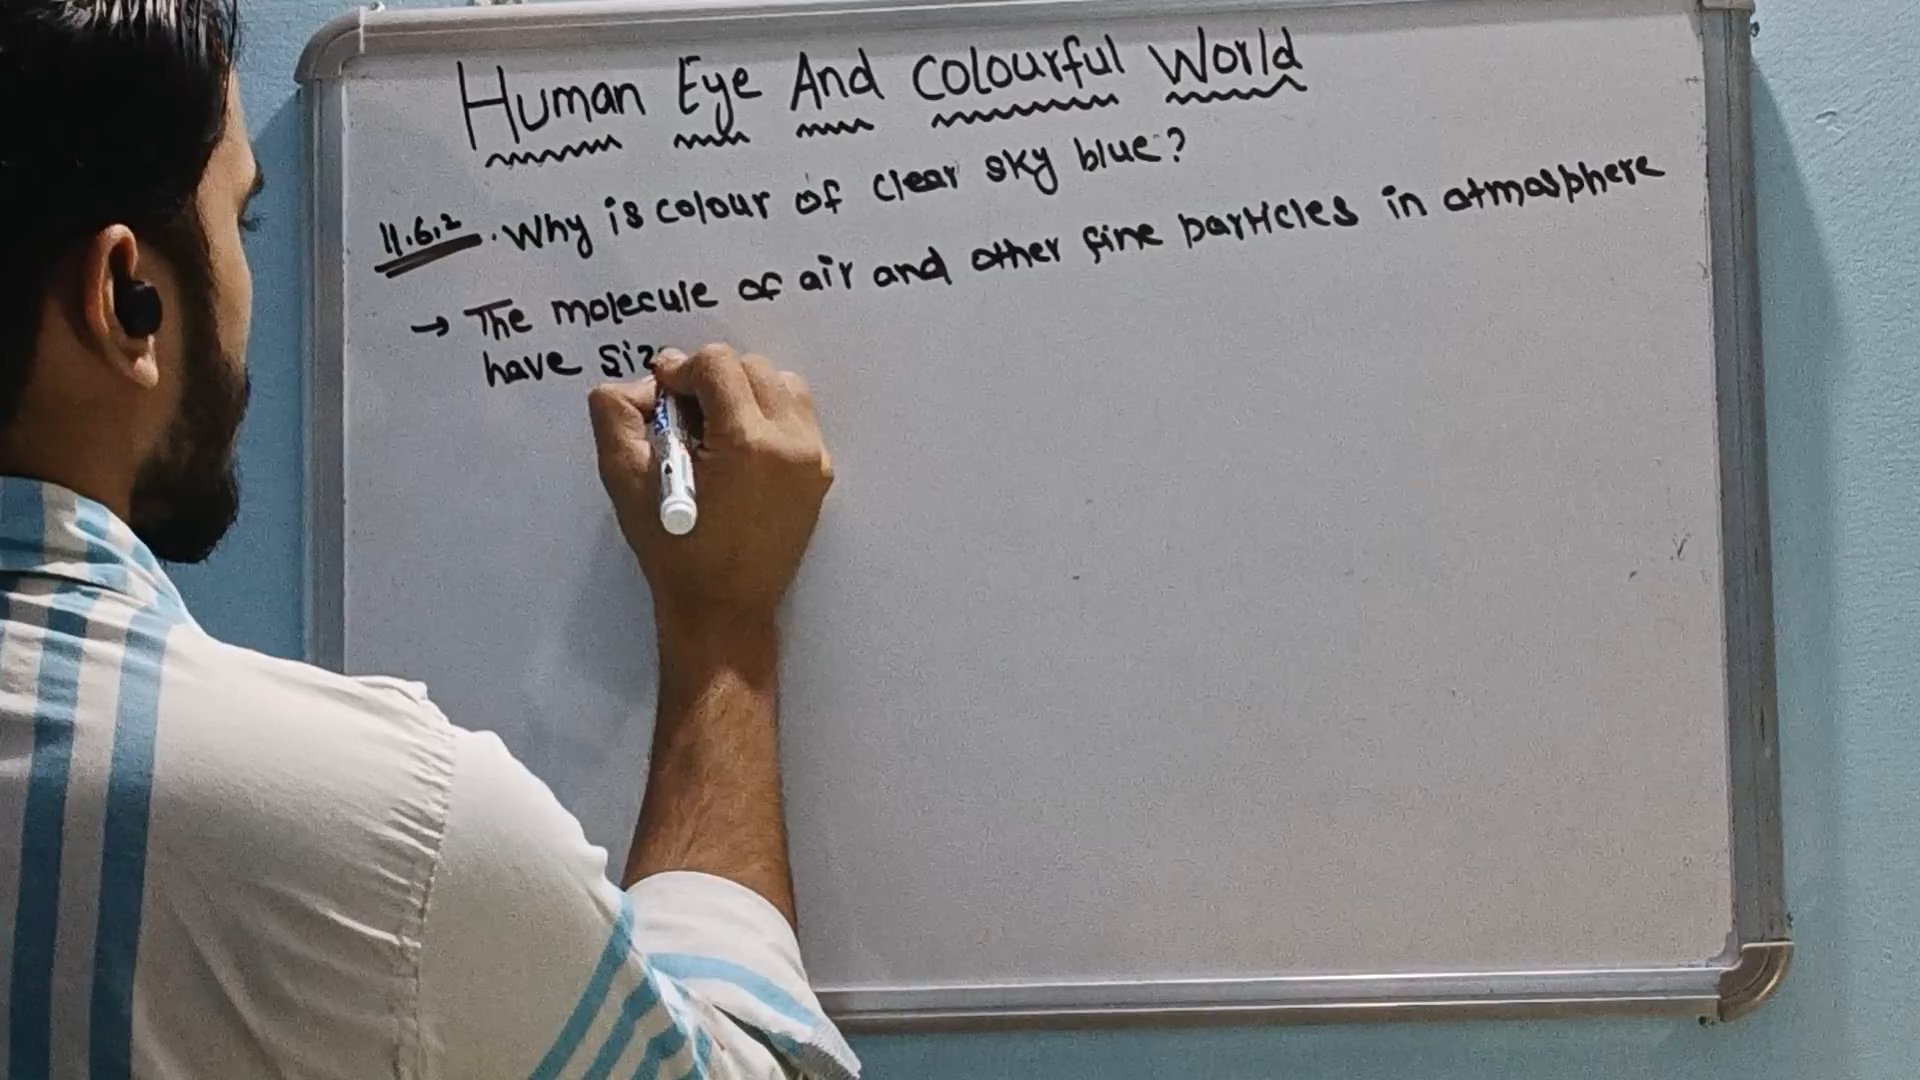 Human Eye And Colourful World
11.6.2. Why is colour of clear sky blue?
→ The molecule of air and other fine particles in atmosphere
have siz